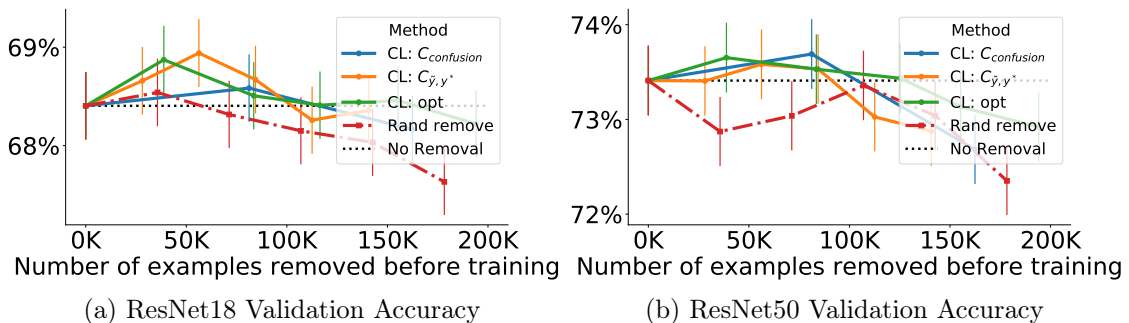 69%
68%
0K 50K 100K 150K 200K
Number of examples removed before training
Method
CL: C_confusion
CL: C_ỹ,y*
CL: opt
Rand remove
No Removal
(a) ResNet18 Validation Accuracy
74%
73%
72%
0K 50K 100K 150K 200K
Number of examples removed before training
Method
CL: C_confusion
CL: C_ỹ,y*
CL: opt
Rand remove
No Removal
(b) ResNet50 Validation Accuracy